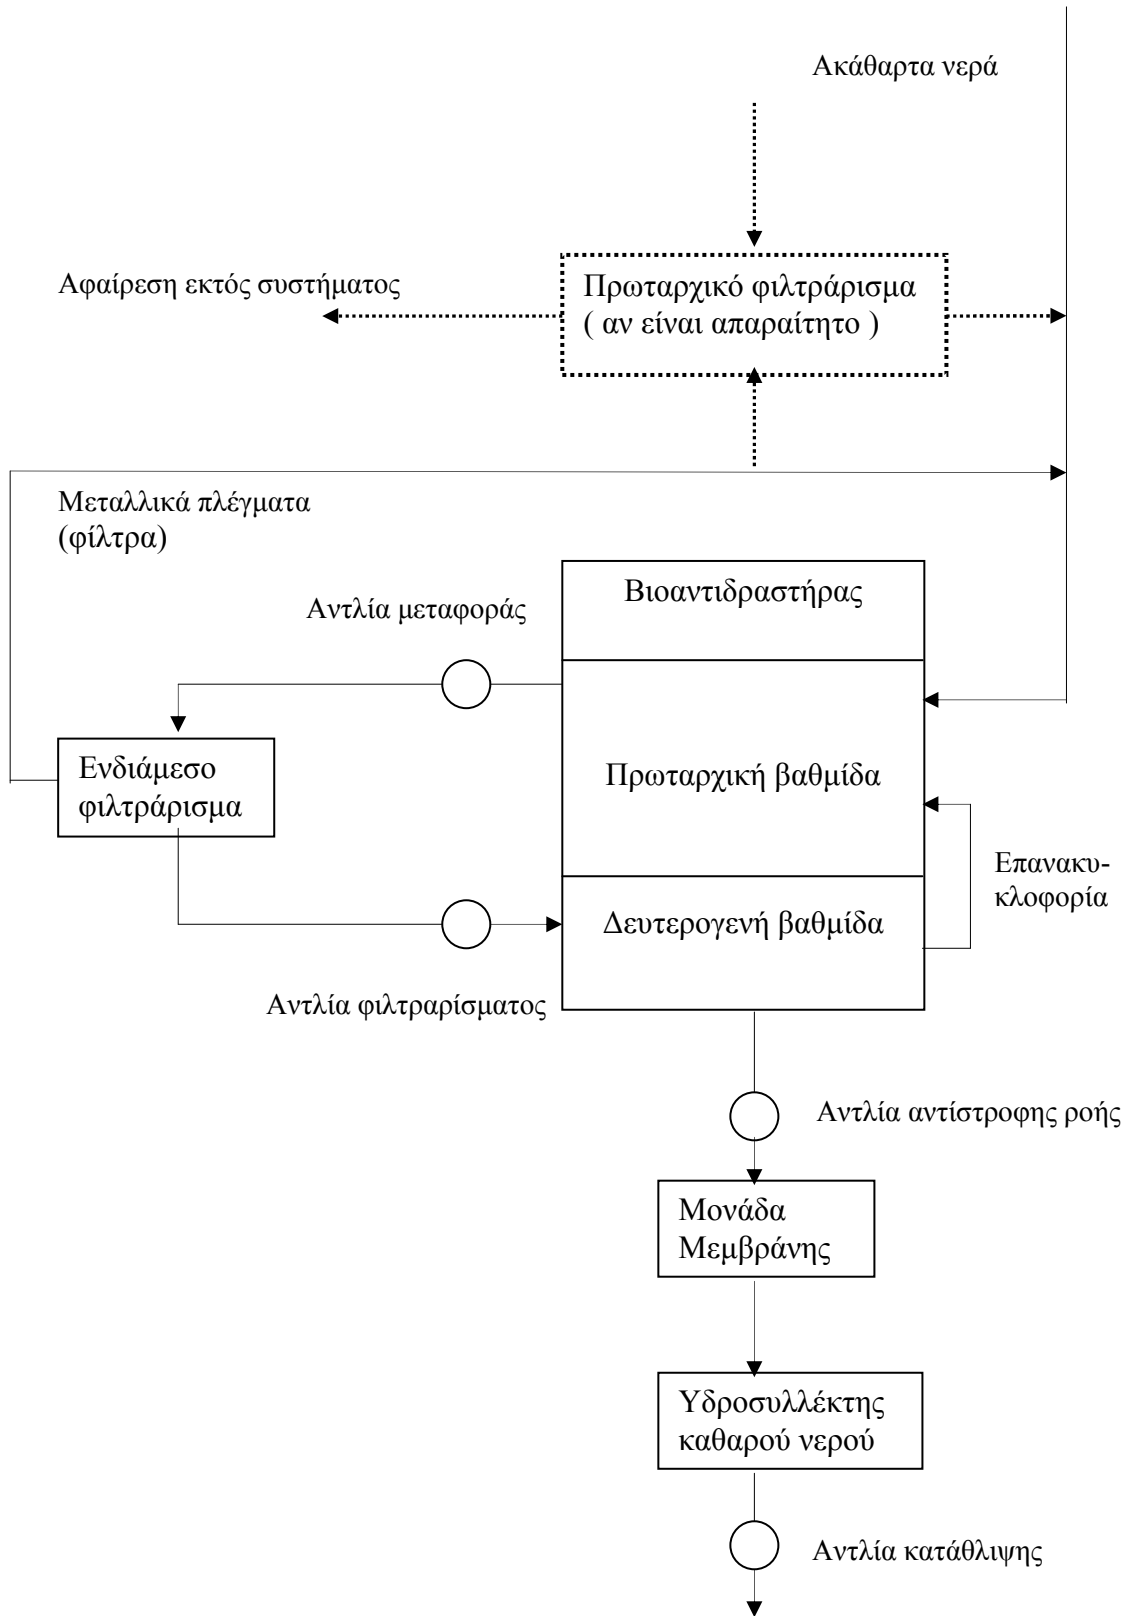 Ακάθαρτα νερά
Αφαίρεση εκτός συστήματος
Πρωταρχικό φιλτράρισμα
( αν είναι απαραίτητο )
Μεταλλικά πλέγματα
(φίλτρα)
Βιοαντιδραστήρας
Αντλία μεταφοράς
Ενδιάμεσο
φιλτράρισμα
Πρωταρχική βαθμίδα
Επανακυ-
κλοφορία
Δευτερογενή βαθμίδα
Αντλία φιλτραρίσματος
Αντλία αντίστροφης ροής
Μονάδα
Μεμβράνης
Υδροσυλλέκτης
καθαρού νερού
Αντλία κατάθλιψης